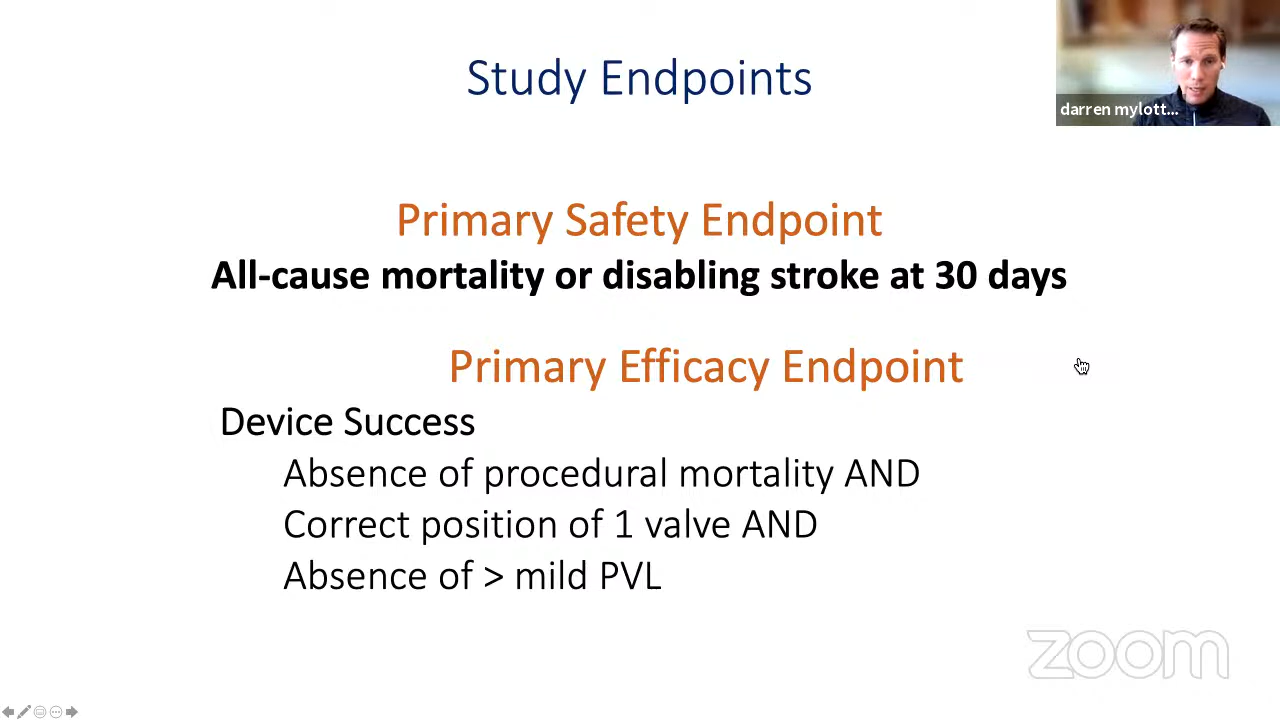 Study Endpoints
darren mylott...
Primary Safety Endpoint
All-cause mortality or disabling stroke at 30 days
Primary Efficacy Endpoint
Device Success
Absence of procedural mortality AND
Correct position of 1 valve AND
Absence of > mild PVL
zoom